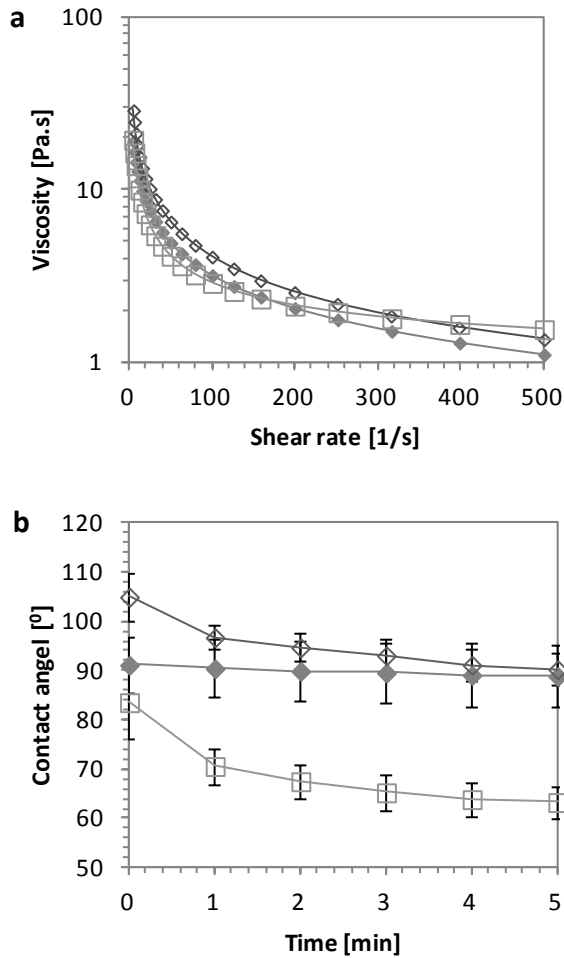 a
100
10
1
Viscosity [Pa.s]
0 100 200 300 400 500
Shear rate [1/s]
b
120
110
100
90
80
70
60
50
Contact angel [⁰]
0 1 2 3 4 5
Time [min]